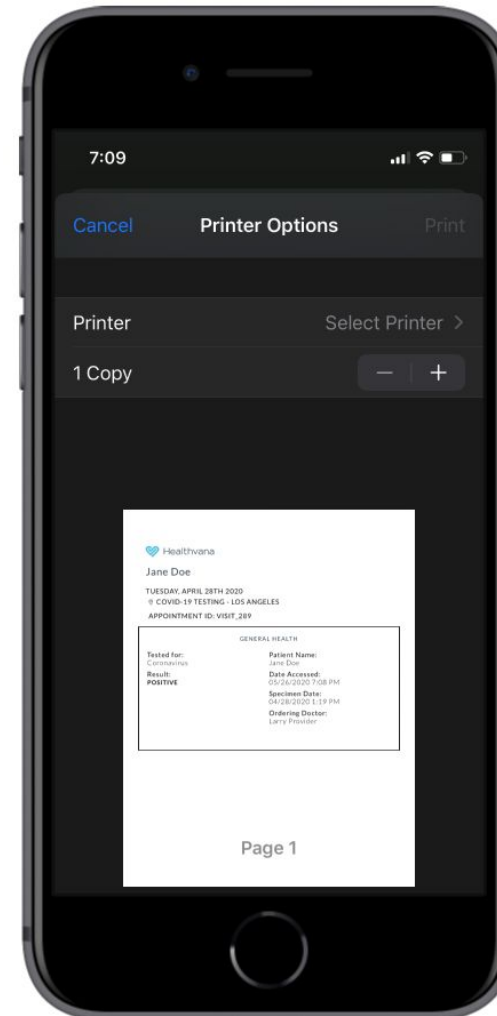 7:09
Cancel Printer Options Print
Printer Select Printer >
1 Copy − +
Healthvana
Jane Doe
TUESDAY, APRIL 28TH 2020
COVID-19 TESTING - LOS ANGELES
APPOINTMENT ID: VISIT_289
GENERAL HEALTH
Tested for:
Coronavirus
Result:
POSITIVE
Patient Name:
Jane Doe
Date Accessed:
05/26/2020 7:08 PM
Specimen Date:
04/28/2020 1:19 PM
Ordering Doctor:
Larry Provider
Page 1